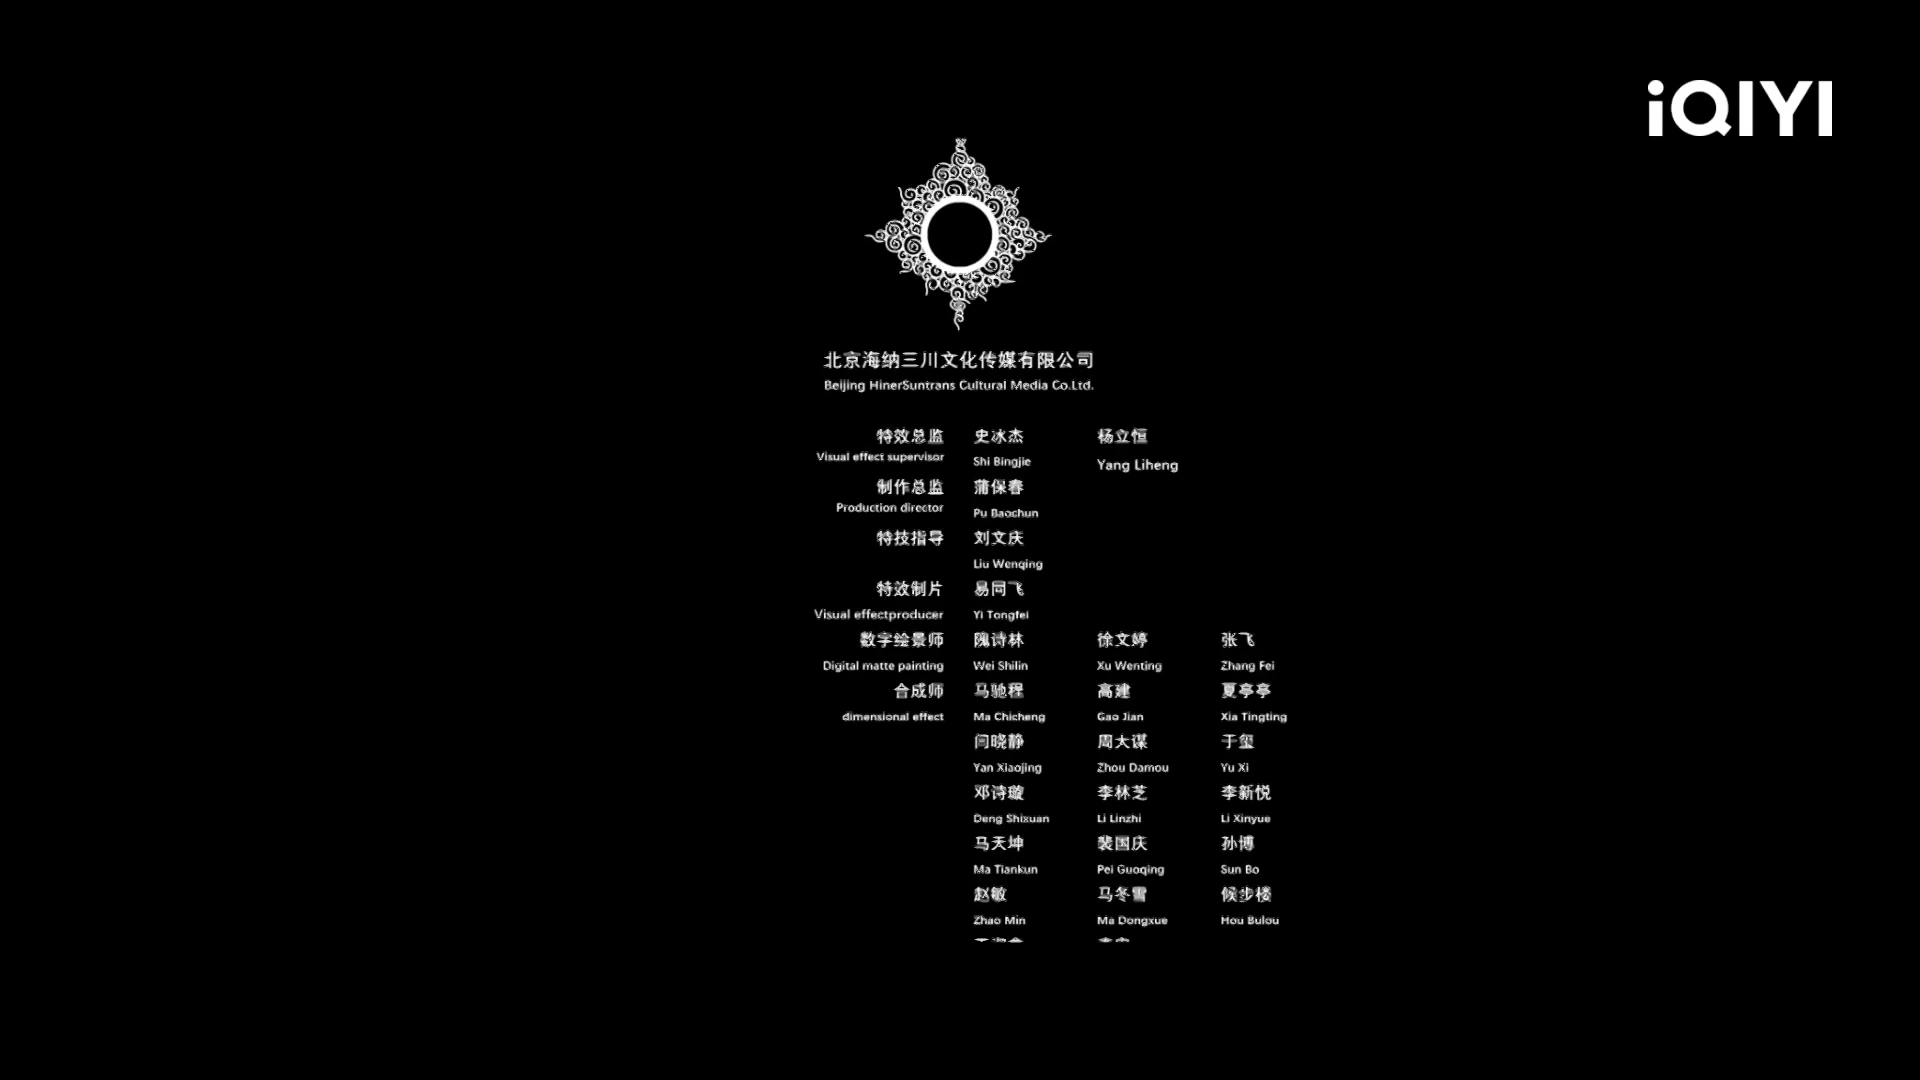 iQIYI
北京海纳三川文化传媒有限公司
Beijing HinerSuntrans Cultural Media Co.Ltd.
特效总监 史冰杰 杨立恒
Visual effect supervisor Shi Bingjie Yang Liheng
制作总监 蒲保春
Production director Pu Baochun
特技指导 刘文庆
Liu Wenqing
特效制片 易同飞
Visual effectproducer Yi Tongfei
数字绘景师 隗诗林 徐文婷 张飞
Digital matte painting Wei Shilin Xu Wenting Zhang Fei
合成师 马驰程 高建 夏亭亭
dimensional effect Ma Chicheng Gao Jian Xia Tingting
闫晓静 周大谋 于玺
Yan Xiaojing Zhou Damou Yu Xi
邓诗璇 李林芝 李新悦
Deng Shixuan Li Linzhi Li Xinyue
马天坤 裴国庆 孙博
Ma Tiankun Pei Guoqing Sun Bo
赵敏 马冬雪 候步楼
Zhao Min Ma Dongxue Hou Bulou